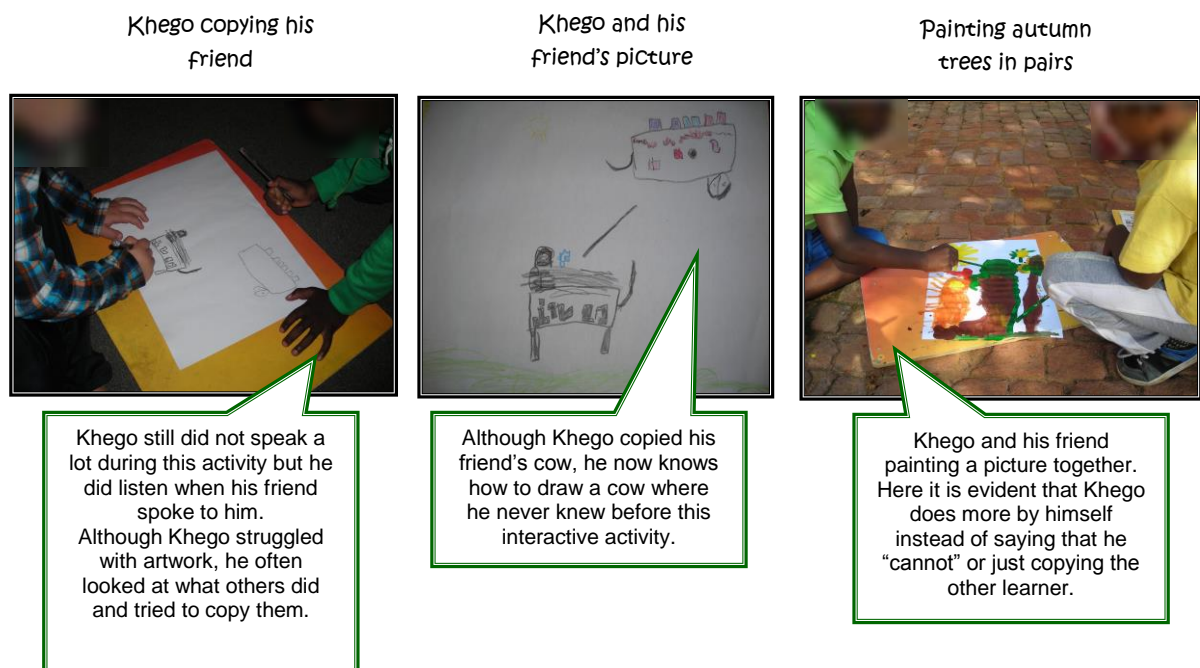 Khego copying his
friend
Khego and his
friend's picture
Painting autumn
trees in pairs
Khego still did not speak a
lot during this activity but he
did listen when his friend
spoke to him.
Although Khego struggled
with artwork, he often
looked at what others did
and tried to copy them.
Although Khego copied his
friend's cow, he now knows
how to draw a cow where
he never knew before this
interactive activity.
Khego and his friend
painting a picture together.
Here it is evident that Khego
does more by himself
instead of saying that he
“cannot” or just copying the
other learner.